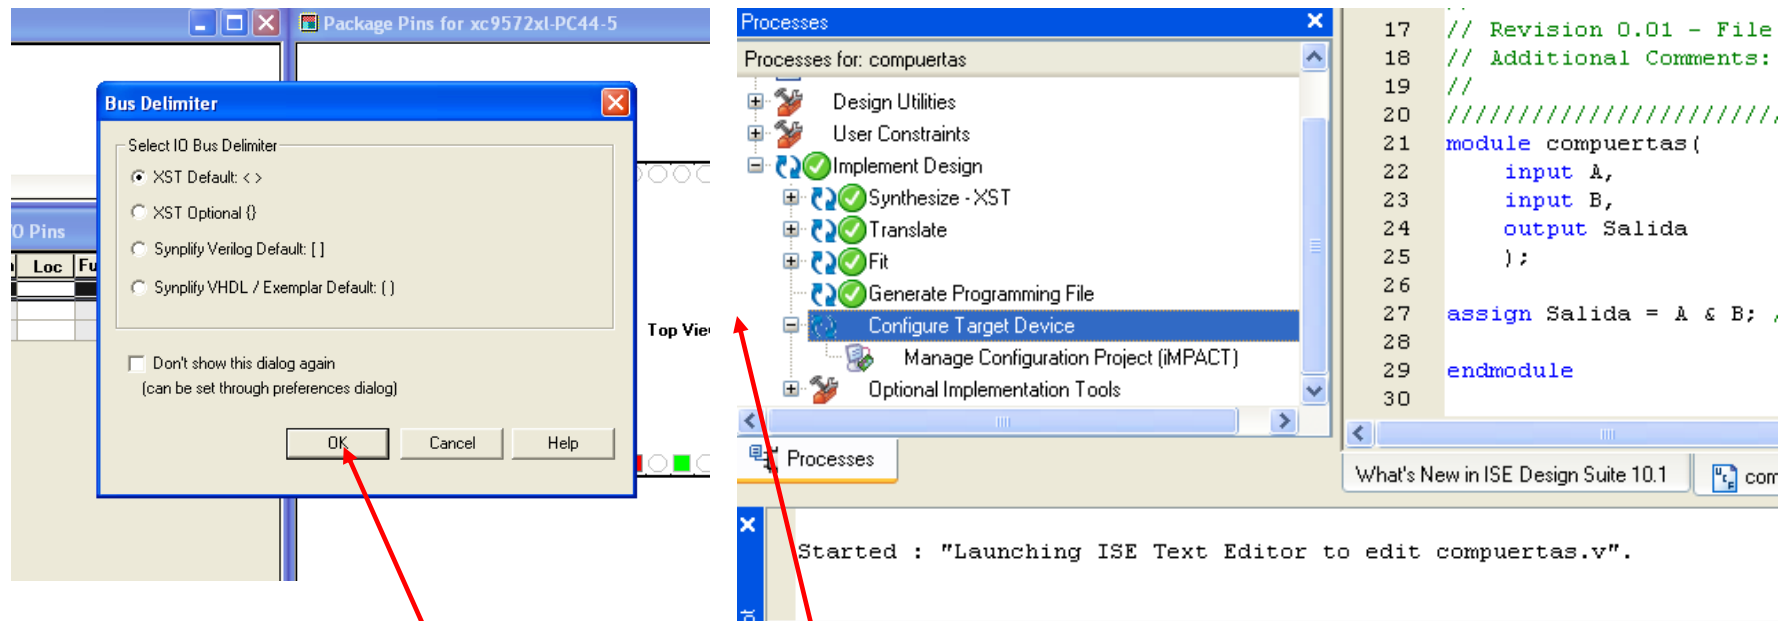 Package Pins for xc9572xl-PC44-5
Bus Delimiter
Select IO Bus Delimiter
XST Default: < >
XST Optional {}
Synplify Verilog Default: [ ]
Synplify VHDL / Exemplar Default: ( )
Don't show this dialog again
(can be set through preferences dialog)
OK
Cancel
Help
O Pins
Loc
Fu
Top Vie
Processes
Processes for: compuertas
Design Utilities
User Constraints
Implement Design
Synthesize - XST
Translate
Fit
Generate Programming File
Configure Target Device
Manage Configuration Project (iMPACT)
Optional Implementation Tools
Processes
17 // Revision 0.01 - File
18 // Additional Comments:
19 //
20 ///////////////////////
21 module compuertas(
22 input A,
23 input B,
24 output Salida
25 );
26
27 assign Salida = A & B; /
28
29 endmodule
30
What's New in ISE Design Suite 10.1
com
Started : "Launching ISE Text Editor to edit compuertas.v".